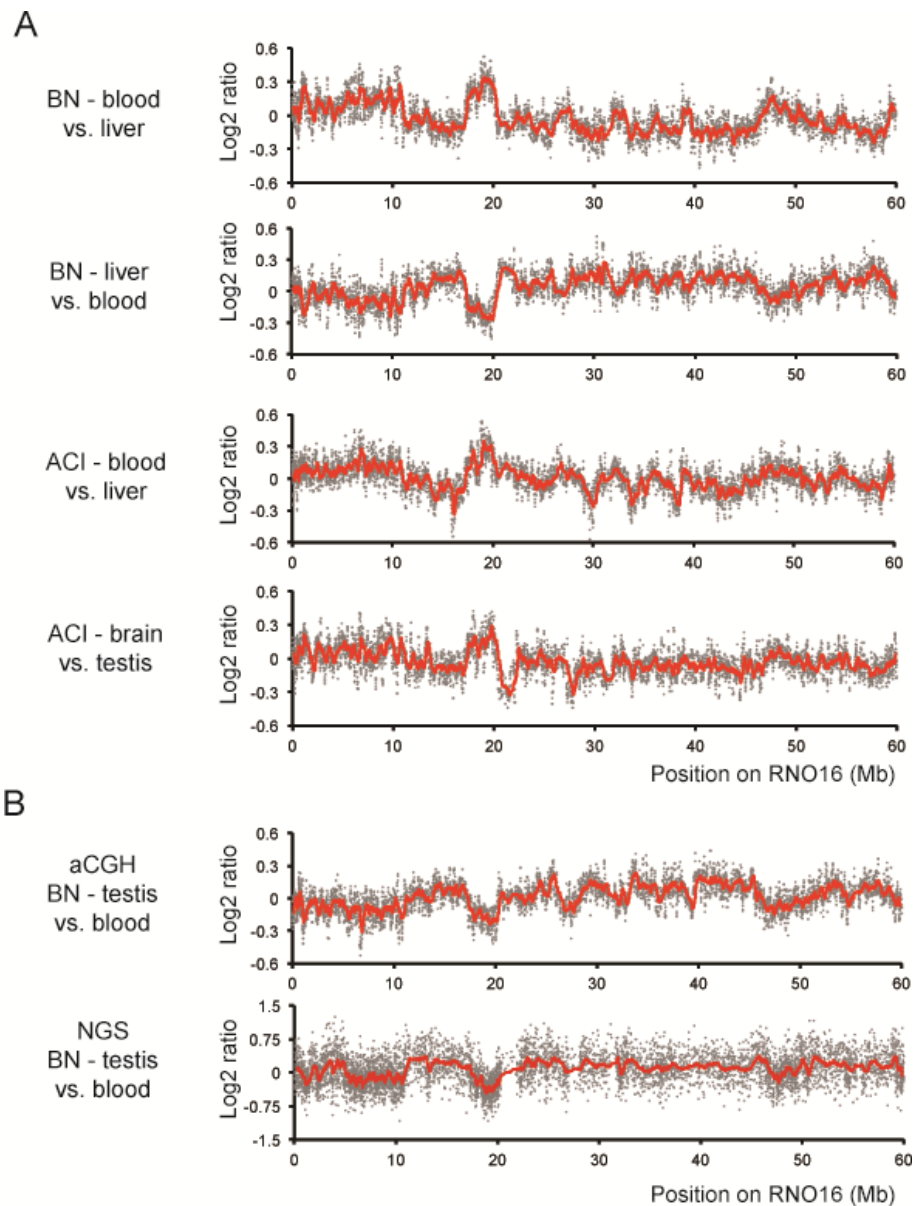 A
BN - blood
vs. liver
Log2 ratio
0.6
0.3
0
-0.3
-0.6
0 10 20 30 40 50 60
BN - liver
vs. blood
Log2 ratio
0.6
0.3
0
-0.3
-0.6
0 10 20 30 40 50 60
ACI - blood
vs. liver
Log2 ratio
0.6
0.3
0
-0.3
-0.6
0 10 20 30 40 50 60
ACI - brain
vs. testis
Log2 ratio
0.6
0.3
0
-0.3
-0.6
0 10 20 30 40 50 60
Position on RNO16 (Mb)
B
aCGH
BN - testis
vs. blood
Log2 ratio
0.6
0.3
0
-0.3
-0.6
0 10 20 30 40 50 60
NGS
BN - testis
vs. blood
Log2 ratio
1.5
0.75
0
-0.75
-1.5
0 10 20 30 40 50 60
Position on RNO16 (Mb)